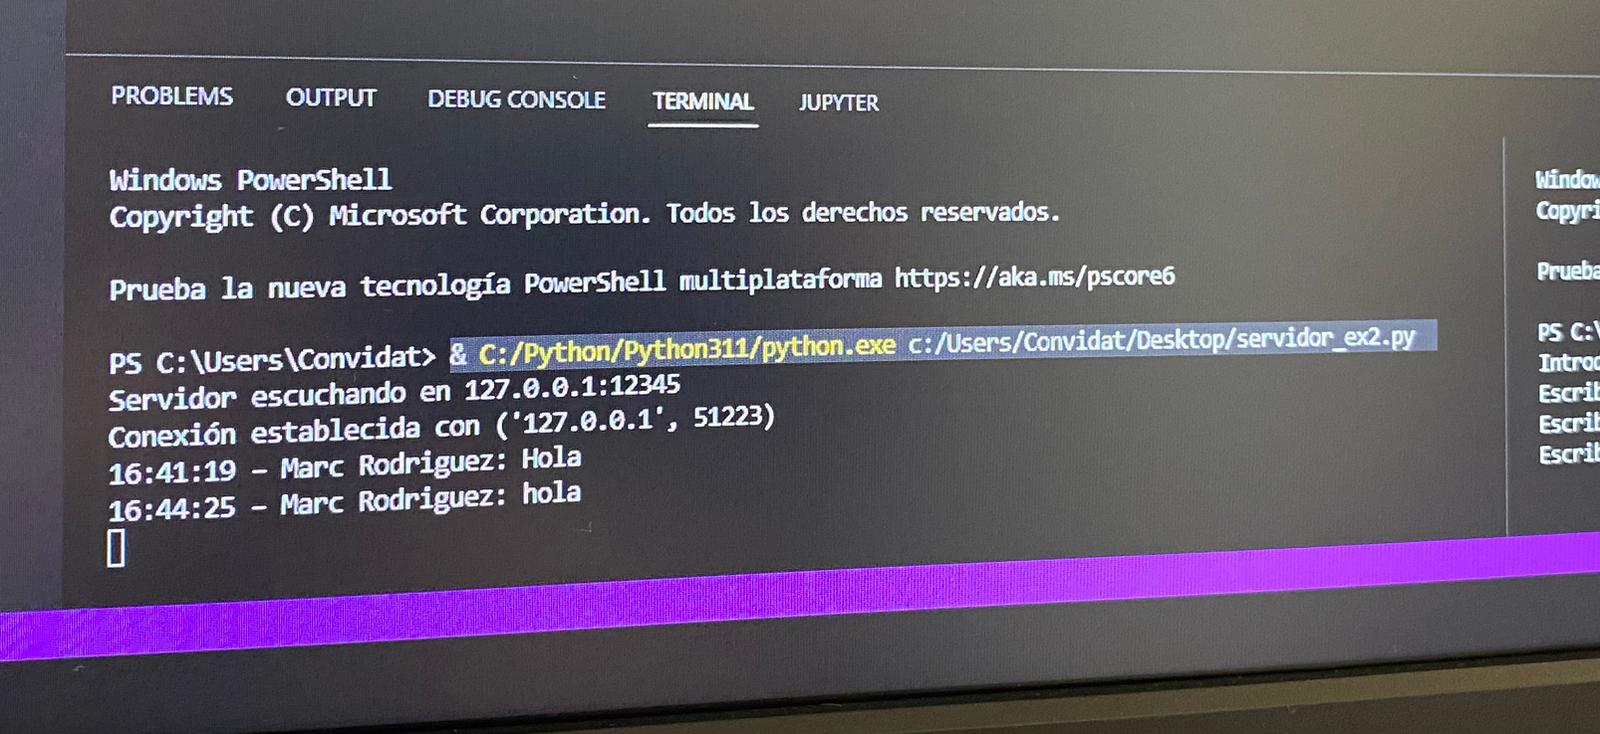 PROBLEMS OUTPUT DEBUG CONSOLE TERMINAL JUPYTER
Windows PowerShell
Copyright (C) Microsoft Corporation. Todos los derechos reservados.
Prueba la nueva tecnología PowerShell multiplataforma https://aka.ms/pscore6
PS C:\Users\Convidat> & C:/Python/Python311/python.exe c:/Users/Convidat/Desktop/servidor_ex2.py
Servidor escuchando en 127.0.0.1:12345
Conexión establecida con ('127.0.0.1', 51223)
16:41:19 – Marc Rodriguez: Hola
16:44:25 – Marc Rodriguez: hola
Window
Copyri
Prueba
PS C:\
Introd
Escrib
Escrib
Escrib